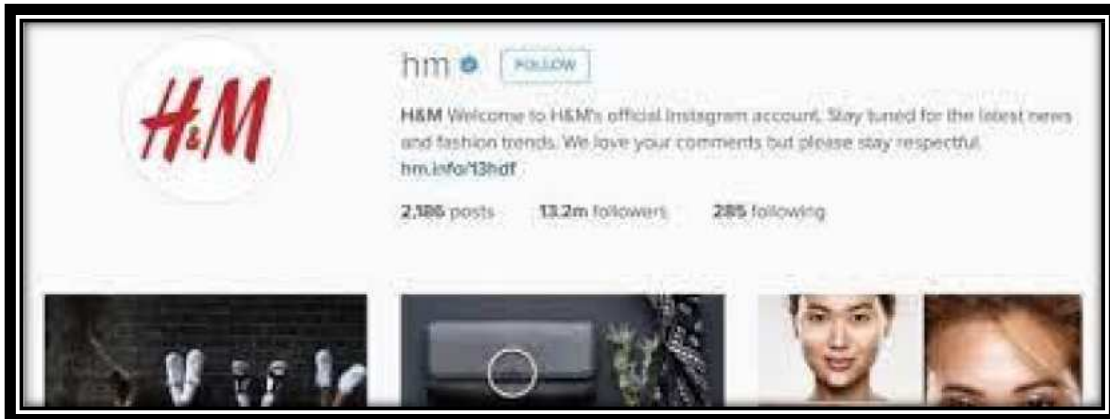 H&M
hm FOLLOW
H&M Welcome to H&M's official Instagram account. Stay tuned for the latest news
and fashion trends. We love your comments but please stay respectful.
hm.info/13hdf
2,186 posts 13.2m followers 285 following